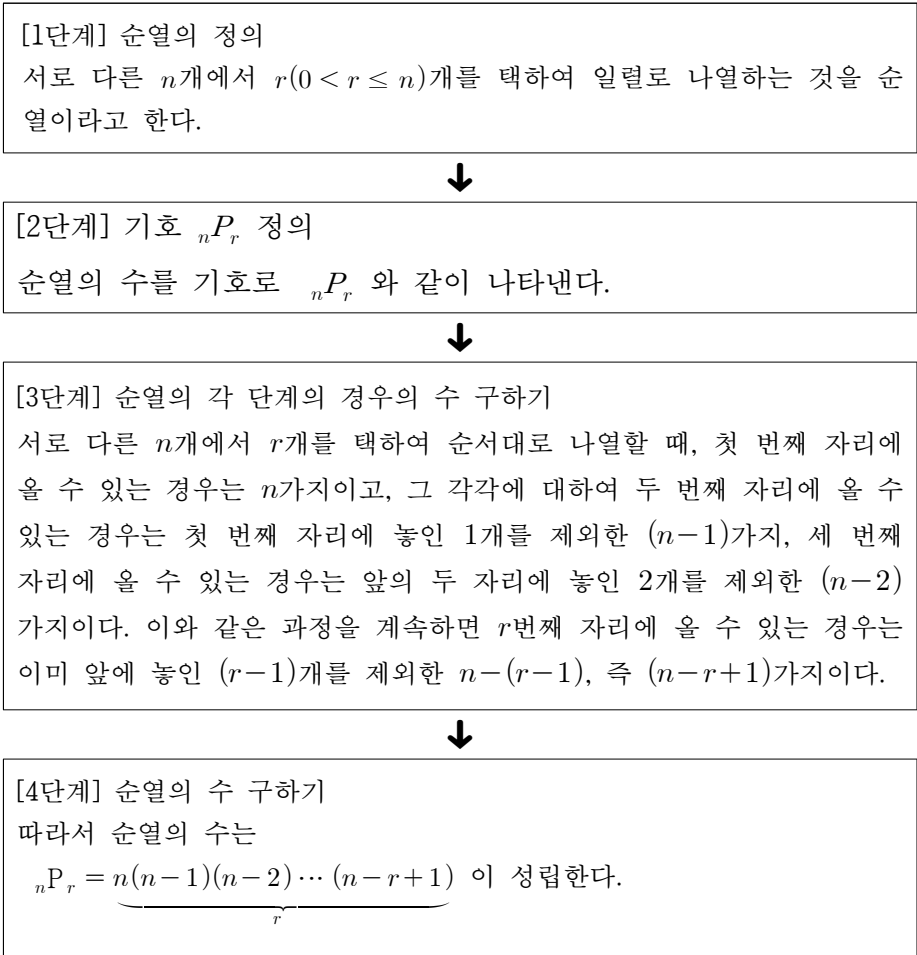 [1단계] 순열의 정의
서로 다른 n개에서 r(0 < r ≤ n)개를 택하여 일렬로 나열하는 것을 순
열이라고 한다.
[2단계] 기호 ₙPᵣ 정의
순열의 수를 기호로 ₙPᵣ 와 같이 나타낸다.
[3단계] 순열의 각 단계의 경우의 수 구하기
서로 다른 n개에서 r개를 택하여 순서대로 나열할 때, 첫 번째 자리에
올 수 있는 경우는 n가지이고, 그 각각에 대하여 두 번째 자리에 올 수
있는 경우는 첫 번째 자리에 놓인 1개를 제외한 (n-1)가지, 세 번째
자리에 올 수 있는 경우는 앞의 두 자리에 놓인 2개를 제외한 (n-2)
가지이다. 이와 같은 과정을 계속하면 r번째 자리에 올 수 있는 경우는
이미 앞에 놓인 (r-1)개를 제외한 n-(r-1), 즉 (n-r+1)가지이다.
[4단계] 순열의 수 구하기
따라서 순열의 수는
ₙPᵣ = n(n-1)(n-2)⋯(n-r+1) 이 성립한다.
r